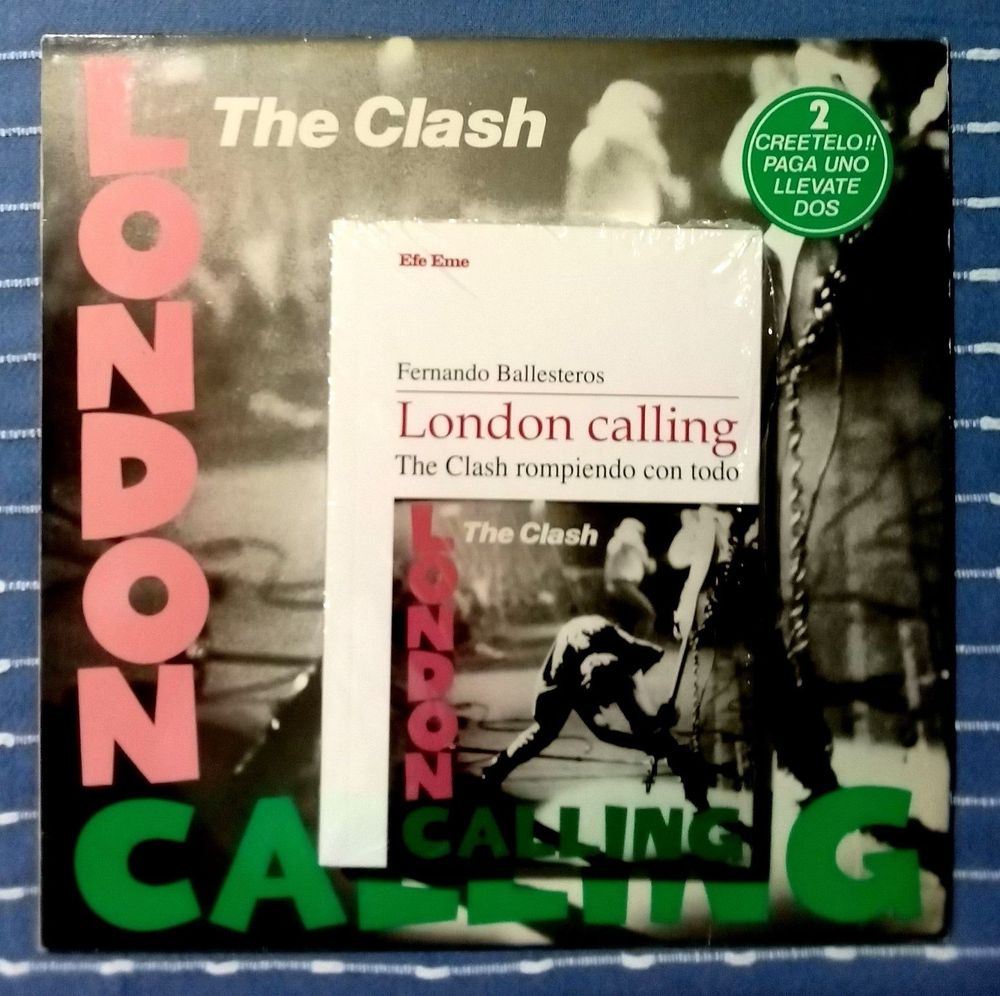 The Clash
LONDON
CALLING
2
CREETELO!!
PAGA UNO
LLEVATE
DOS
Efe Eme
Fernando Ballesteros
London calling
The Clash rompiendo con todo
The Clash
LONDON
CALLING